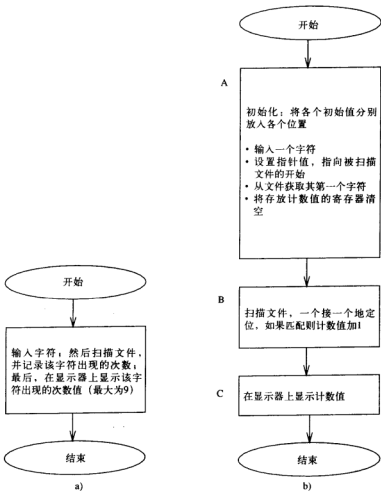 开始
输入字符；然后扫描文件，
并记录该字符出现的次数；
最后，在显示器上显示该字
符出现的次数值（最大为9）
结束
a)
开始
A
初始化：将各个初始值分别
放入各个位置
• 输入一个字符
• 设置指针值，指向被扫描
文件的开始
• 从文件获取其第一个字符
• 将存放计数值的寄存器清
空
B
扫描文件，一个接一个地定
位，如果匹配则计数值加1
C
在显示器上显示计数值
结束
b)